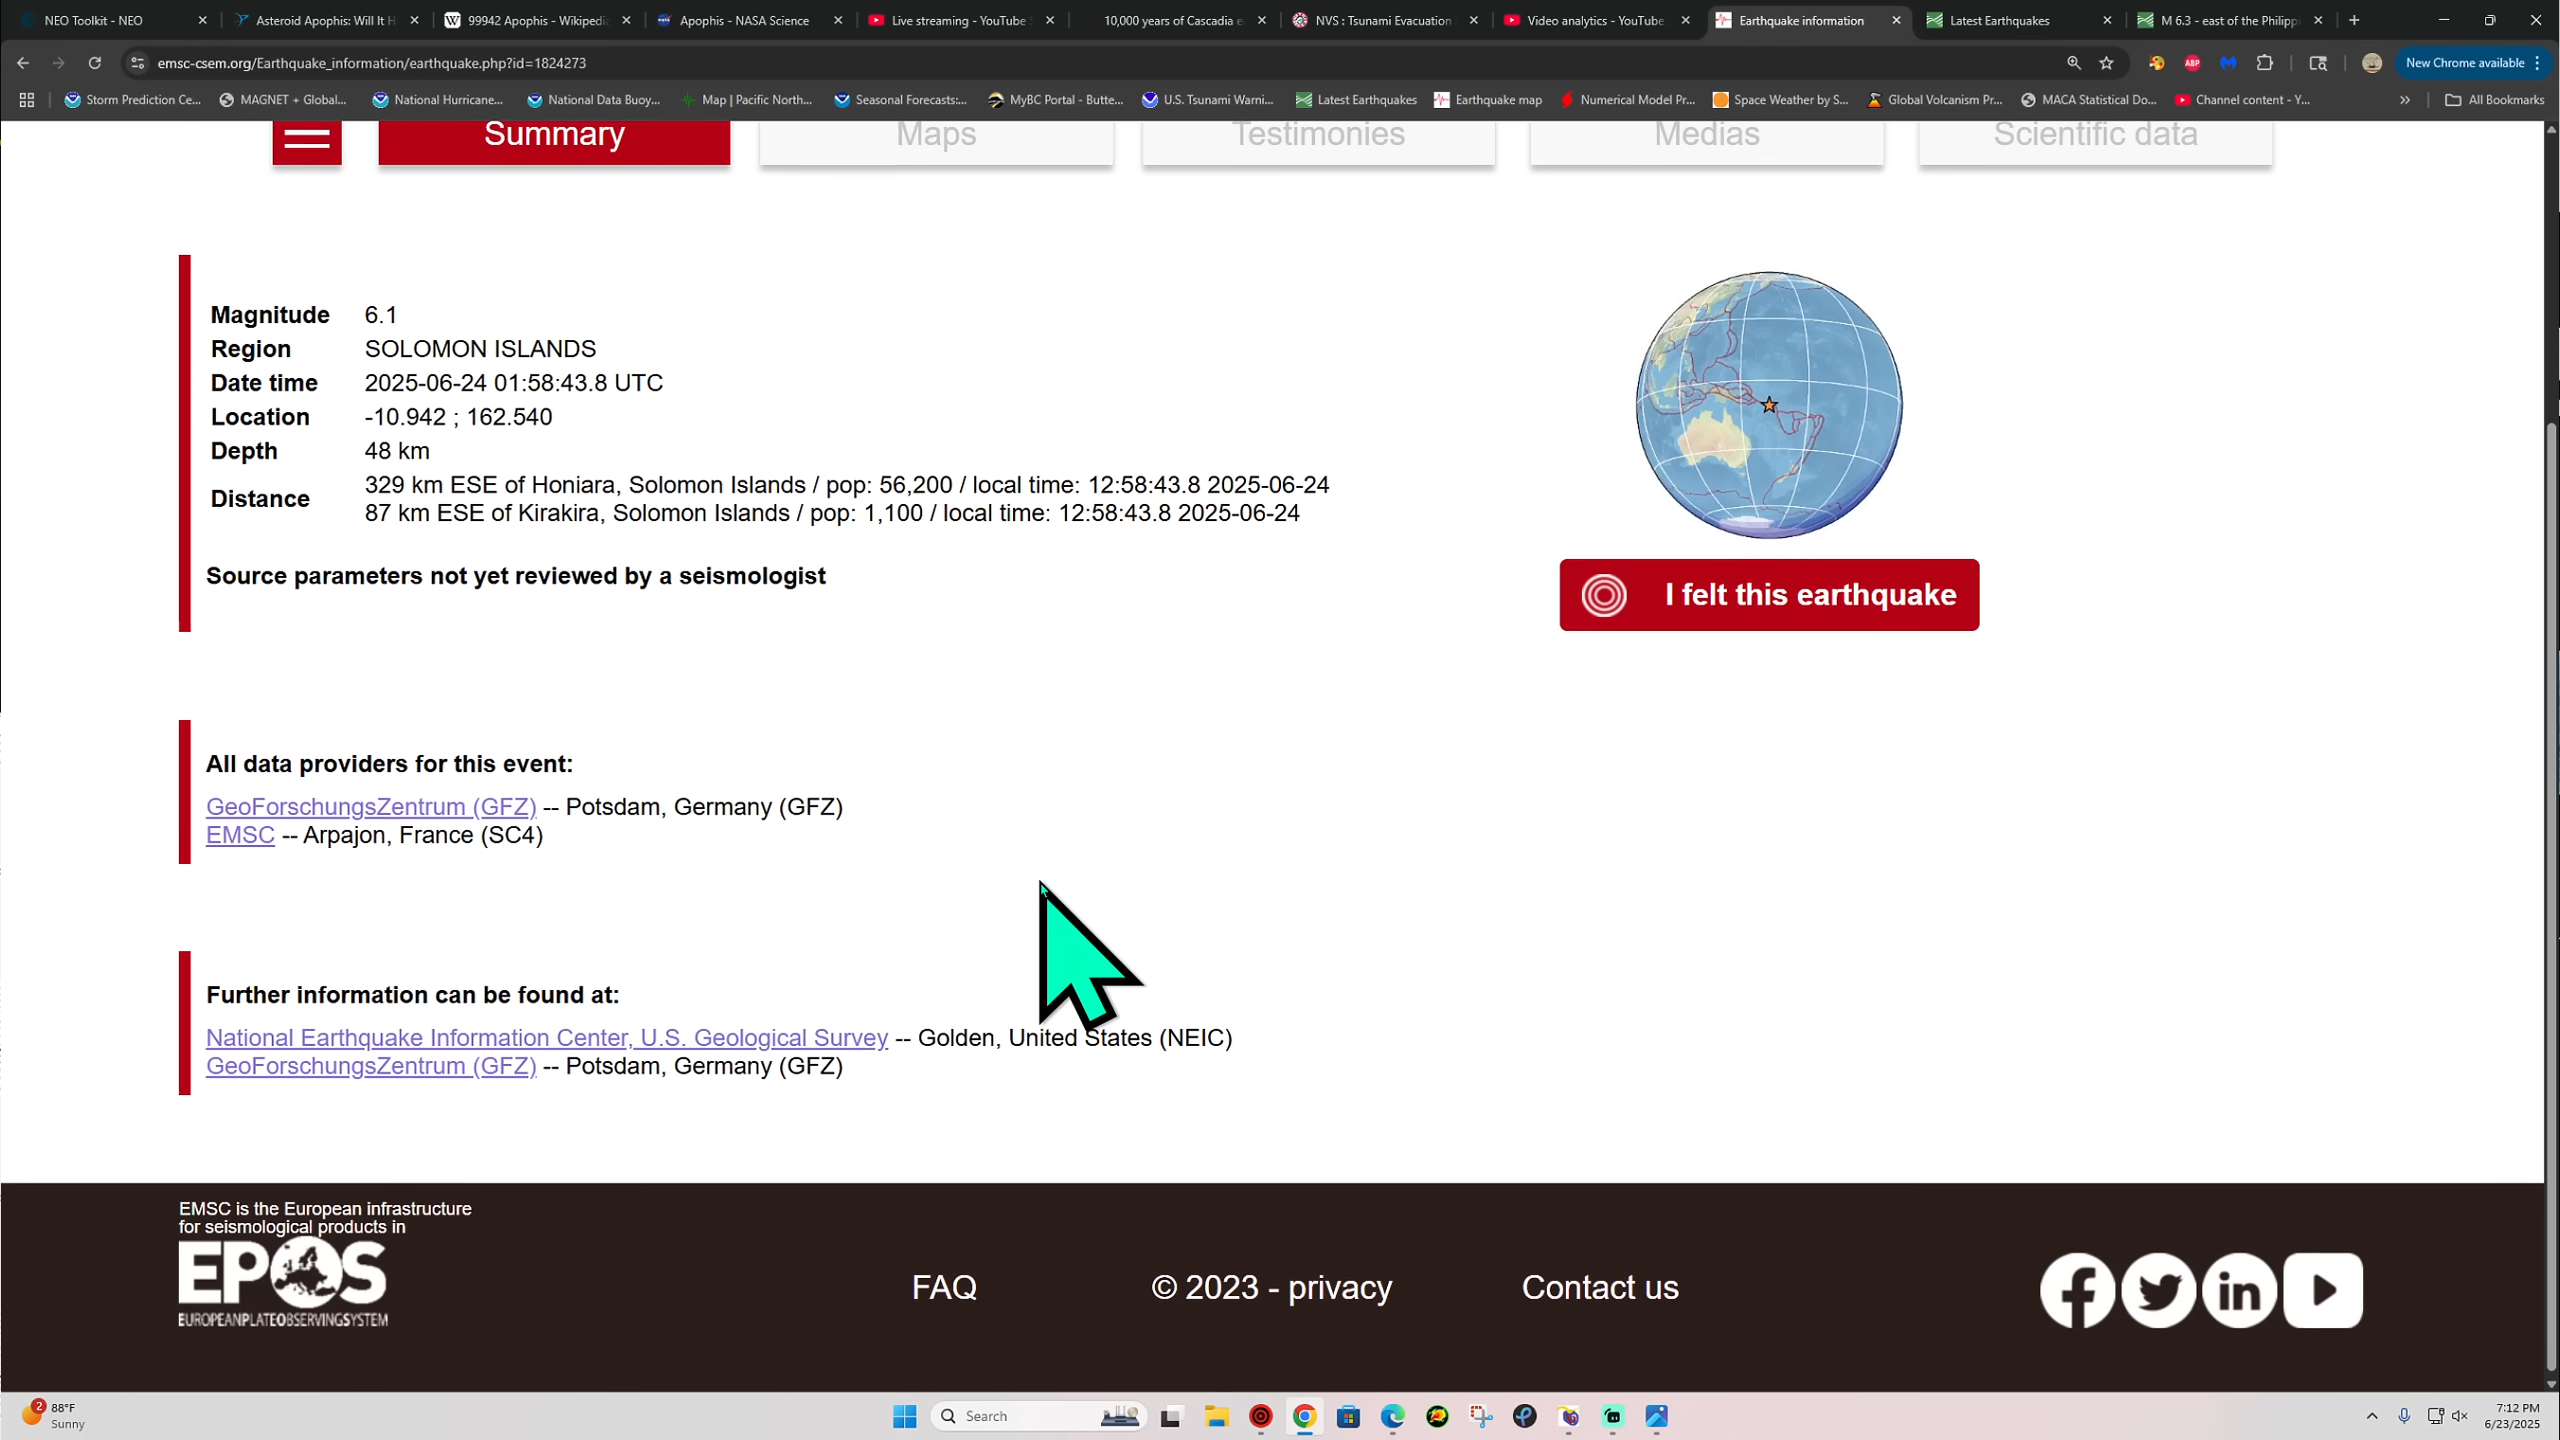 NEO Toolkit - NEO
Asteroid Apophis: Will It H
99942 Apophis - Wikipedi
Apophis - NASA Science
Live streaming - YouTube S
10,000 years of Cascadia e
NVS : Tsunami Evacuation
Video analytics - YouTube
Earthquake information
Latest Earthquakes
M 6.3 - east of the Philippi
emsc-csem.org/Earthquake_information/earthquake.php?id=1824273
ABP
New Chrome available
Storm Prediction Ce...
MAGNET + Global...
National Hurricane...
National Data Buoy...
Map | Pacific North...
Seasonal Forecasts:...
MyBC Portal - Butte...
U.S. Tsunami Warni...
Latest Earthquakes
Earthquake map
Numerical Model Pr...
Space Weather by S...
Global Volcanism Pr...
MACA Statistical Do...
Channel content - Y...
All Bookmarks
Summary
Maps
Testimonies
Medias
Scientific data
Magnitude 6.1
Region SOLOMON ISLANDS
Date time 2025-06-24 01:58:43.8 UTC
Location -10.942 ; 162.540
Depth 48 km
Distance 329 km ESE of Honiara, Solomon Islands / pop: 56,200 / local time: 12:58:43.8 2025-06-24
87 km ESE of Kirakira, Solomon Islands / pop: 1,100 / local time: 12:58:43.8 2025-06-24
Source parameters not yet reviewed by a seismologist
I felt this earthquake
All data providers for this event:
GeoForschungsZentrum (GFZ) -- Potsdam, Germany (GFZ)
EMSC -- Arpajon, France (SC4)
Further information can be found at:
National Earthquake Information Center, U.S. Geological Survey -- Golden, United States (NEIC)
GeoForschungsZentrum (GFZ) -- Potsdam, Germany (GFZ)
EMSC is the European infrastructure
for seismological products in
EPOS
EUROPEANPLATEOBSERVINGSYSTEM
FAQ
© 2023 - privacy
Contact us
2
88°F
Sunny
Search
7:12 PM
6/23/2025